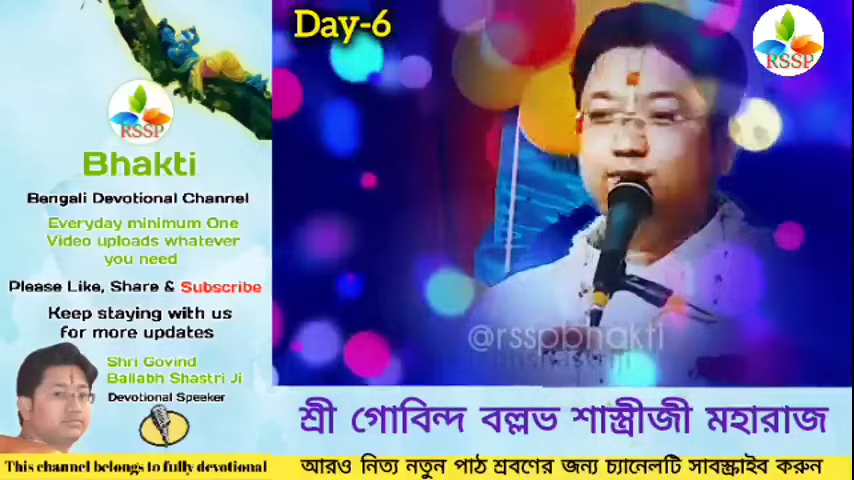 Day-6
RSSP
RSSP
Bhakti
Bengali Devotional Channel
Everyday minimum One
Video uploads whatever
you need
Please Like, Share & Subscribe
Keep staying with us
for more updates
Shri Govind
Ballabh Shastri Ji
Devotional Speaker
This channel belongs to fully devotional
@rsspbhakti
শ্রী গোবিন্দ বল্লভ শাস্ত্রীজী মহারাজ
আরও নিত্য নতুন পাঠ শ্রবণের জন্য চ্যানেলটি সাবস্ক্রাইব করুন